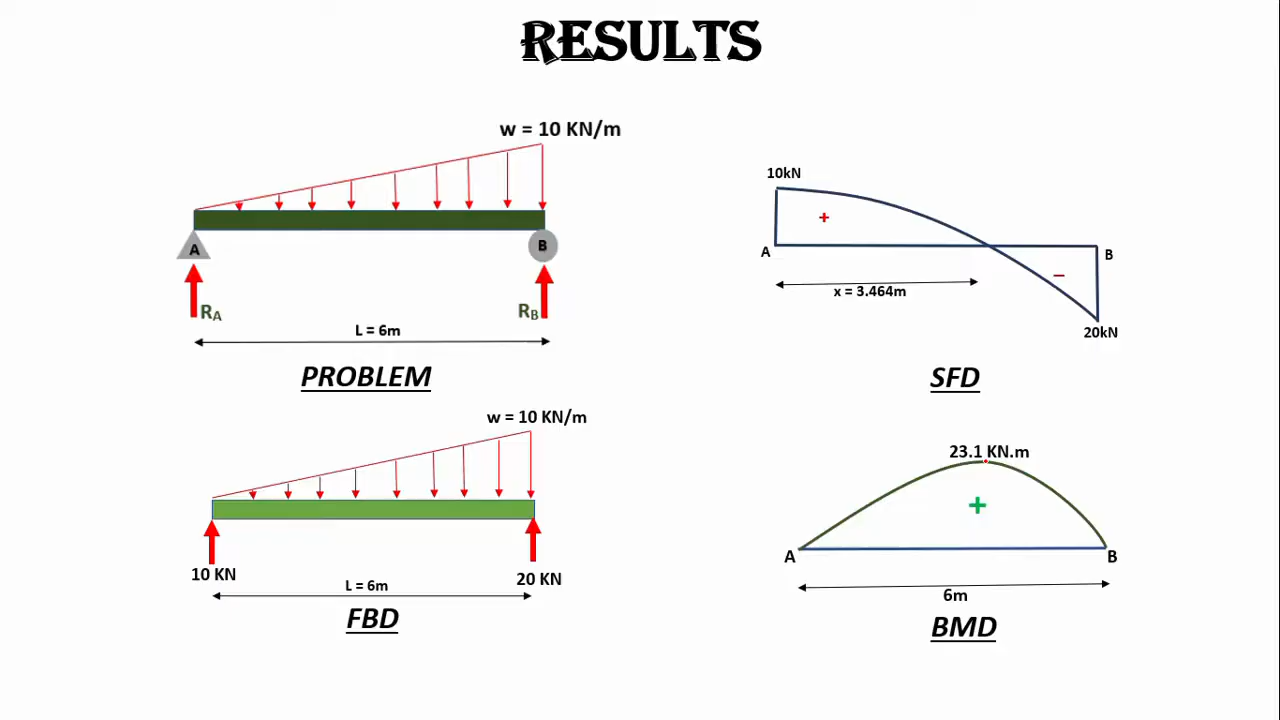 RESULTS
w = 10 KN/m
A
B
RA
RB
L = 6m
PROBLEM
10kN
+
A
B
−
x = 3.464m
20kN
SFD
w = 10 KN/m
10 KN
20 KN
L = 6m
FBD
23.1 KN.m
+
A
B
6m
BMD